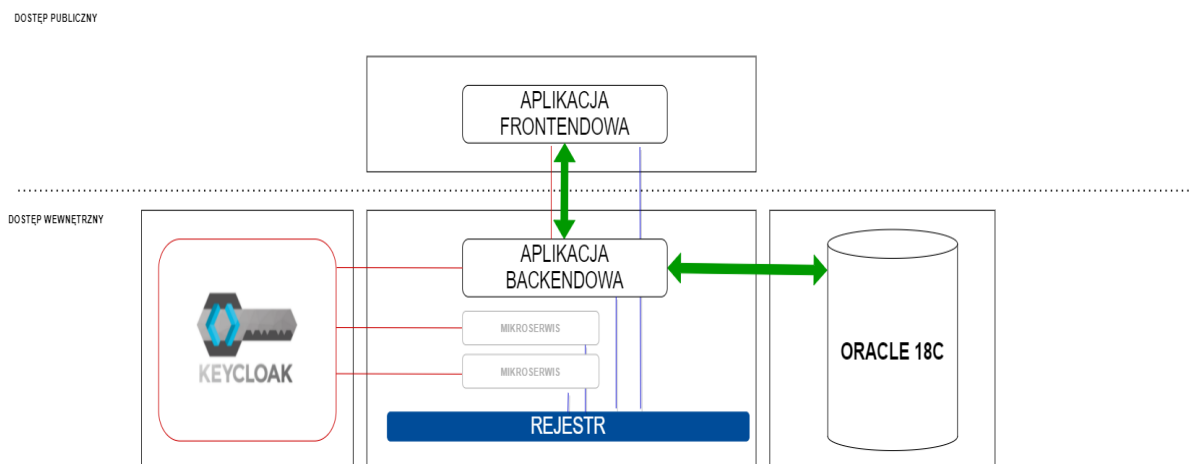 DOSTĘP PUBLICZNY
APLIKACJA
FRONTENDOWA
DOSTĘP WEWNĘTRZNY
APLIKACJA
BACKENDOWA
MIKROSERWIS
MIKROSERWIS
KEYCLOAK
ORACLE 18C
REJESTR